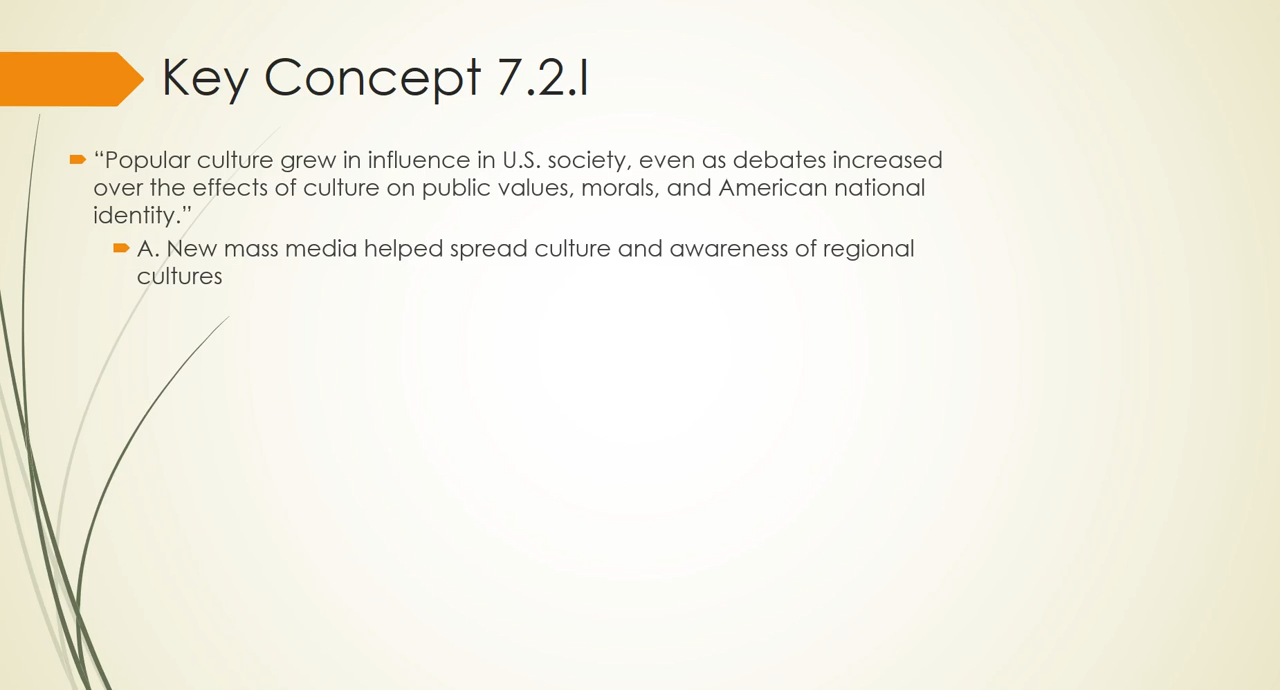 Key Concept 7.2.I
“Popular culture grew in influence in U.S. society, even as debates increased
over the effects of culture on public values, morals, and American national
identity.”
A. New mass media helped spread culture and awareness of regional
cultures